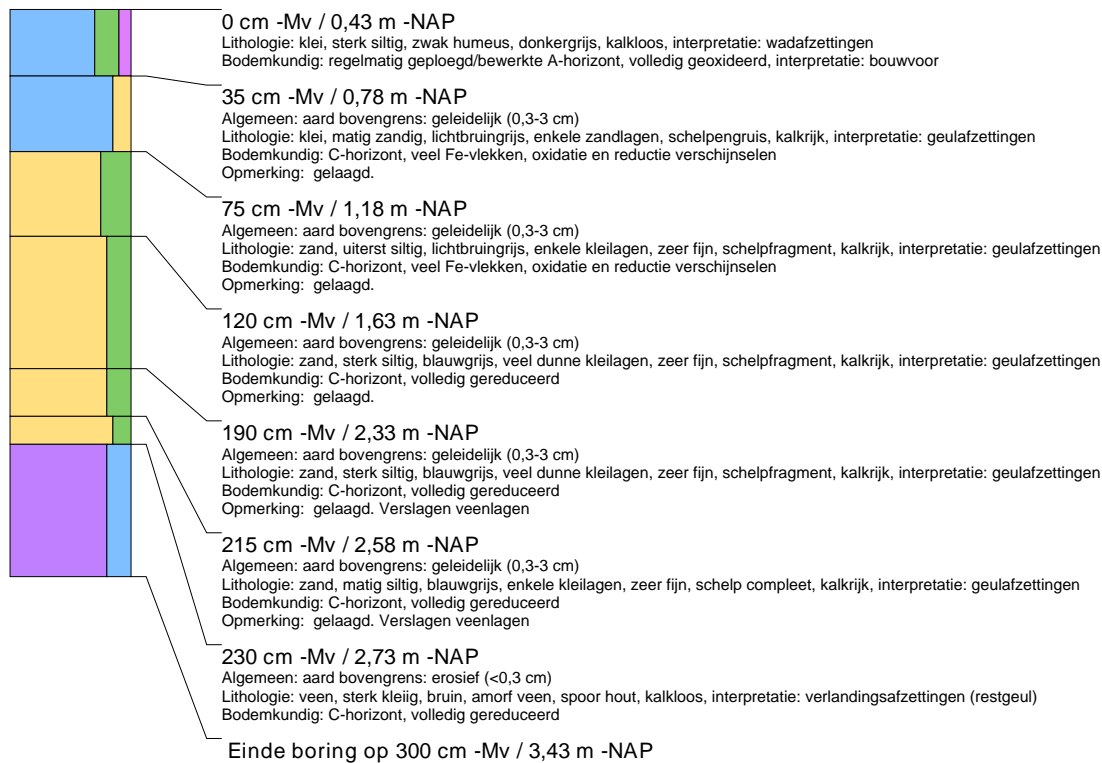 0 cm -Mv / 0,43 m -NAP
Lithologie: klei, sterk siltig, zwak humeus, donkergrijs, kalkloos, interpretatie: wadafzettingen
Bodemkundig: regelmatig geploegd/bewerkte A-horizont, volledig geoxideerd, interpretatie: bouwvoor
35 cm -Mv / 0,78 m -NAP
Algemeen: aard bovengrens: geleidelijk (0,3-3 cm)
Lithologie: klei, matig zandig, lichtbruingrijs, enkele zandlagen, schelpengruis, kalkrijk, interpretatie: geulafzettingen
Bodemkundig: C-horizont, veel Fe-vlekken, oxidatie en reductie verschijnselen
Opmerking: gelaagd.
75 cm -Mv / 1,18 m -NAP
Algemeen: aard bovengrens: geleidelijk (0,3-3 cm)
Lithologie: zand, uiterst siltig, lichtbruingrijs, enkele kleilagen, zeer fijn, schelpfragment, kalkrijk, interpretatie: geulafzettingen
Bodemkundig: C-horizont, veel Fe-vlekken, oxidatie en reductie verschijnselen
Opmerking: gelaagd.
120 cm -Mv / 1,63 m -NAP
Algemeen: aard bovengrens: geleidelijk (0,3-3 cm)
Lithologie: zand, sterk siltig, blauwgrijs, veel dunne kleilagen, zeer fijn, schelpfragment, kalkrijk, interpretatie: geulafzettingen
Bodemkundig: C-horizont, volledig gereduceerd
Opmerking: gelaagd.
190 cm -Mv / 2,33 m -NAP
Algemeen: aard bovengrens: geleidelijk (0,3-3 cm)
Lithologie: zand, sterk siltig, blauwgrijs, veel dunne kleilagen, zeer fijn, schelpfragment, kalkrijk, interpretatie: geulafzettingen
Bodemkundig: C-horizont, volledig gereduceerd
Opmerking: gelaagd. Verslagen veenlagen
215 cm -Mv / 2,58 m -NAP
Algemeen: aard bovengrens: geleidelijk (0,3-3 cm)
Lithologie: zand, matig siltig, blauwgrijs, enkele kleilagen, zeer fijn, schelp compleet, kalkrijk, interpretatie: geulafzettingen
Bodemkundig: C-horizont, volledig gereduceerd
Opmerking: gelaagd. Verslagen veenlagen
230 cm -Mv / 2,73 m -NAP
Algemeen: aard bovengrens: erosief (<0,3 cm)
Lithologie: veen, sterk kleiig, bruin, amorf veen, spoor hout, kalkloos, interpretatie: verlandingsafzettingen (restgeul)
Bodemkundig: C-horizont, volledig gereduceerd
Einde boring op 300 cm -Mv / 3,43 m -NAP